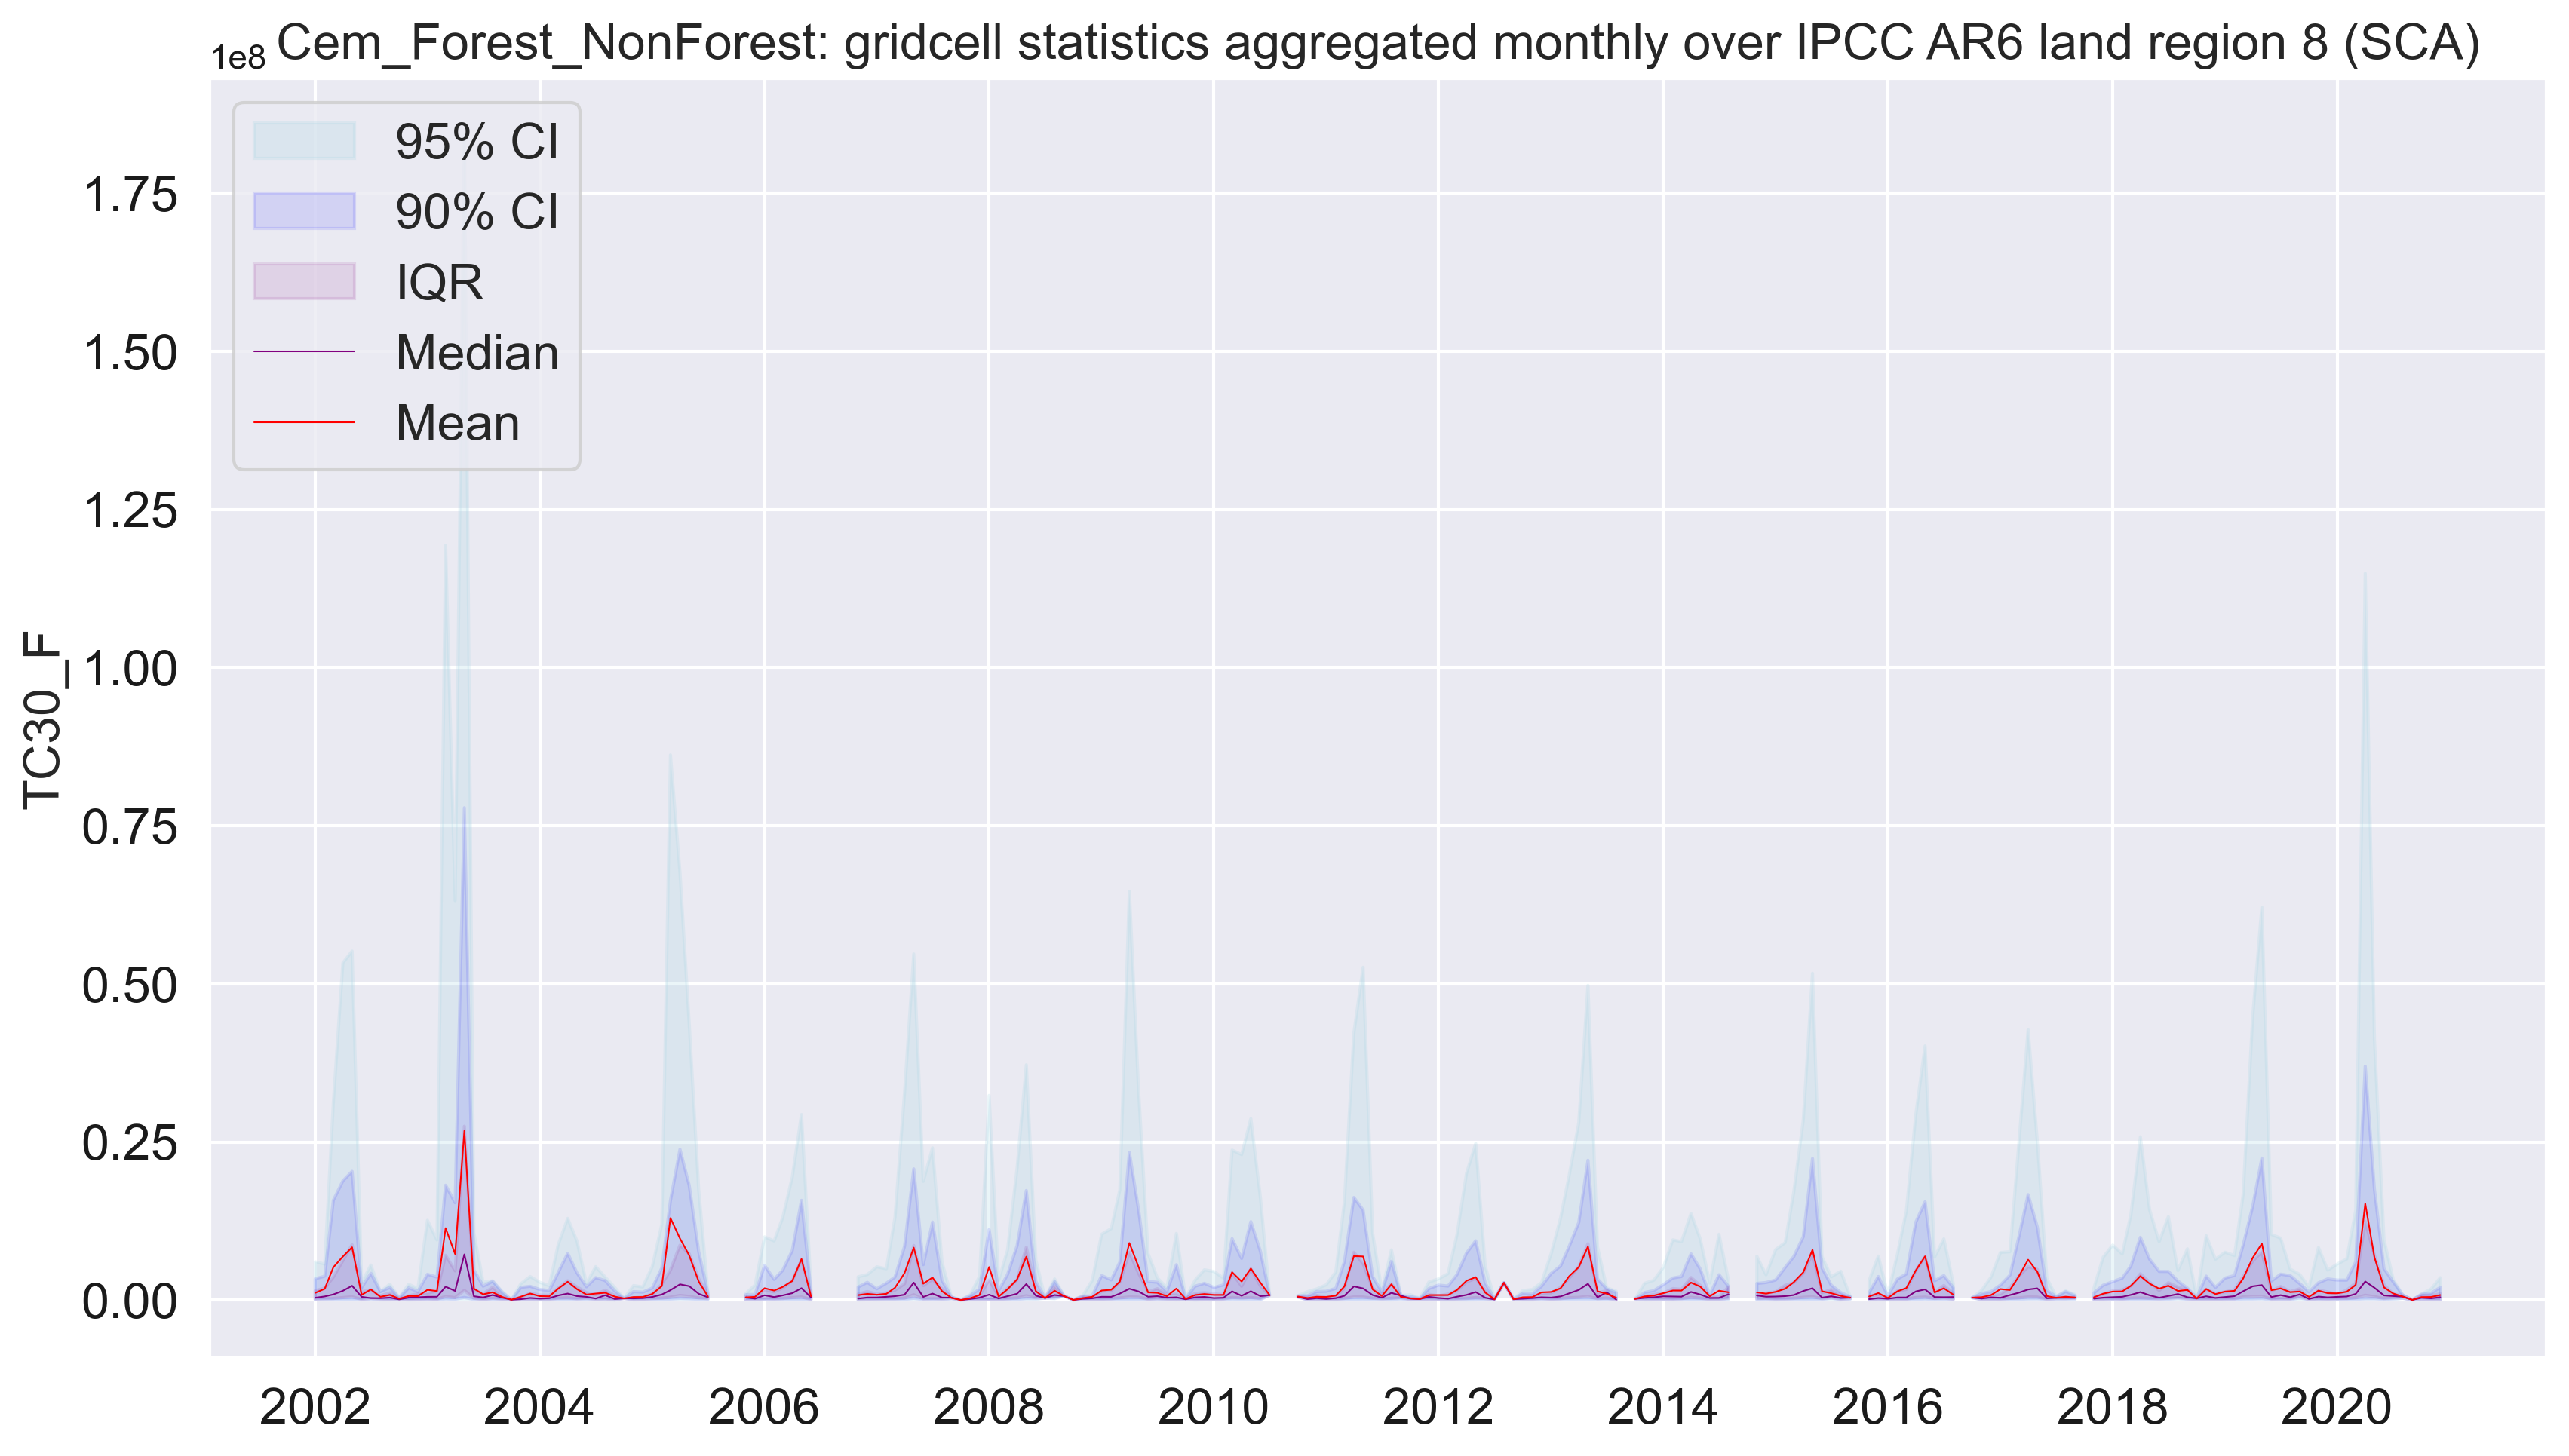 Cem_Forest_NonForest: gridcell statistics aggregated monthly over IPCC AR6 land region 8 (SCA)
1e8
95% CI
90% CI
IQR
Median
Mean
TC30_F
1.75
1.50
1.25
1.00
0.75
0.50
0.25
0.00
2002 2004 2006 2008 2010 2012 2014 2016 2018 2020